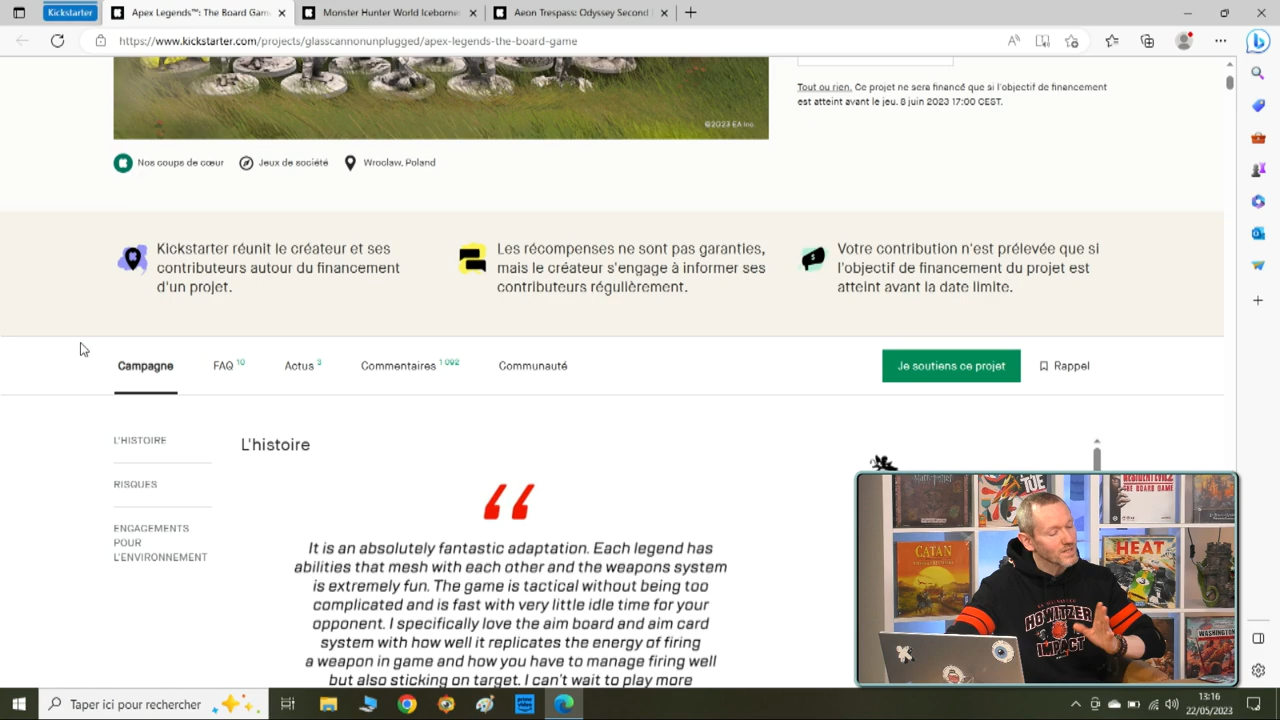 Kickstarter
Apex Legends™: The Board Gam
Monster Hunter World Iceborne
Aeon Trespass: Odyssey Second
https://www.kickstarter.com/projects/glasscannonunplugged/apex-legends-the-board-game
©2023 EA Inc.
Tout ou rien. Ce projet ne sera financé que si l'objectif de financement
est atteint avant le jeu. 8 juin 2023 17:00 CEST.
Nos coups de cœur
Jeux de société
Wroclaw, Poland
Kickstarter réunit le créateur et ses
contributeurs autour du financement
d'un projet.
Les récompenses ne sont pas garanties,
mais le créateur s'engage à informer ses
contributeurs régulièrement.
Votre contribution n'est prélevée que si
l'objectif de financement du projet est
atteint avant la date limite.
Campagne
FAQ 10
Actus 3
Commentaires 1 092
Communauté
Je soutiens ce projet
Rappel
L'HISTOIRE
RISQUES
ENGAGEMENTS
POUR
L'ENVIRONNEMENT
L'histoire
“
It is an absolutely fantastic adaptation. Each legend has
abilities that mesh with each other and the weapons system
is extremely fun. The game is tactical without being too
complicated and is fast with very little idle time for your
opponent. I specifically love the aim board and aim card
system with how well it replicates the energy of firing
a weapon in game and how you have to manage firing well
but also sticking on target. I can't wait to play more
CATAN
HEAT
THE BOARD GAME
HOWITZER
IMPACT
WASHINGTON
Taper ici pour rechercher
13:16
22/05/2023